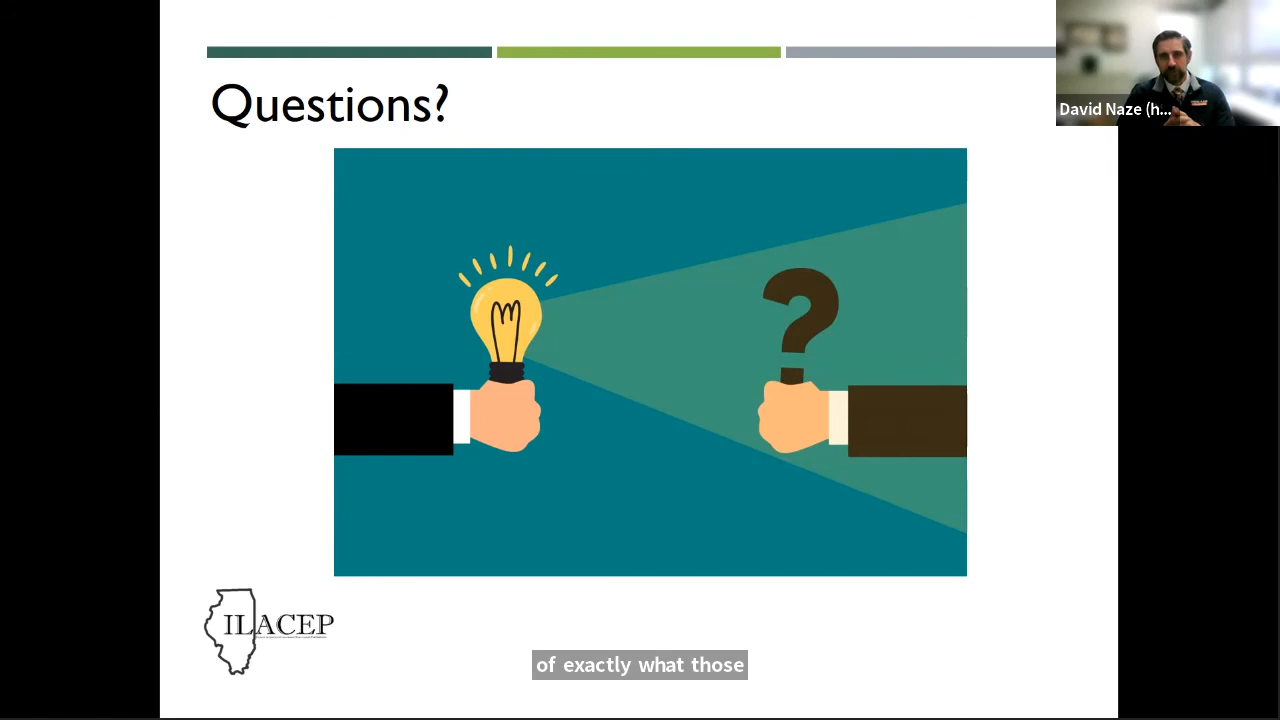 Questions?
David Naze (h...
ILACEP
of exactly what those